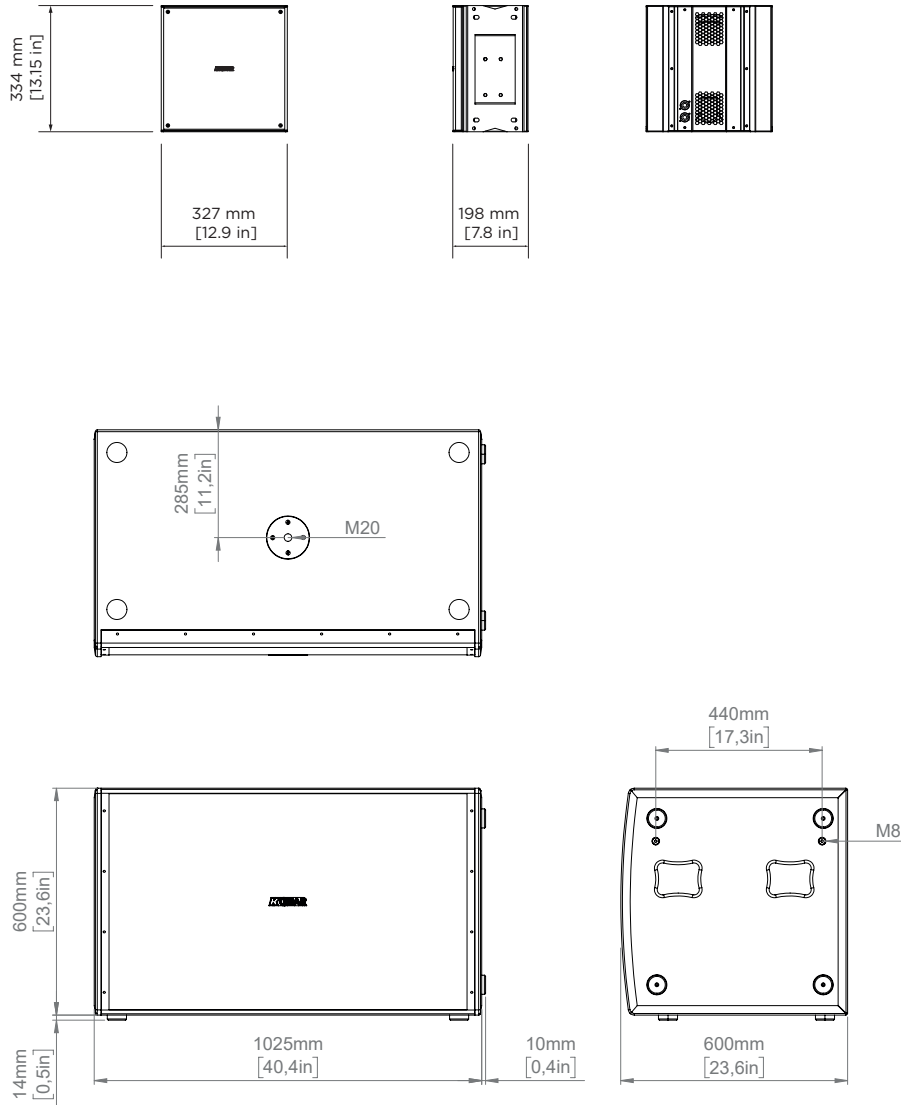 334 mm
[13.15 in]
327 mm
[12.9 in]
198 mm
[7.8 in]
285mm
[11,2in]
M20
440mm
[17,3in]
M8
600mm
[23,6in]
14mm
[0,5in]
1025mm
[40,4in]
10mm
[0,4in]
600mm
[23,6in]